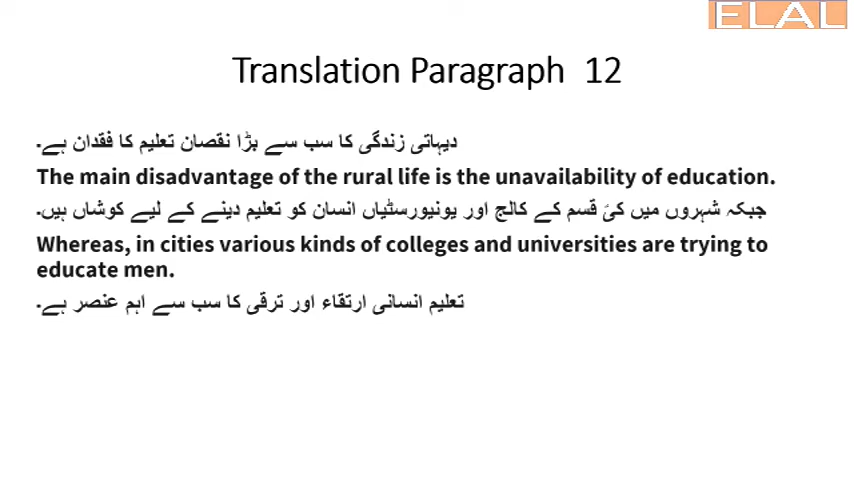 ELAL
Translation Paragraph 12
دیہاتی زندگی کا سب سے بڑا نقصان تعلیم کا فقدان ہے۔
The main disadvantage of the rural life is the unavailability of education.
جبکہ شہروں میں کئ قسم کے کالج اور یونیورسٹیاں انسان کو تعلیم دینے کے لیے کوشاں ہیں۔
Whereas, in cities various kinds of colleges and universities are trying to
educate men.
تعلیم انسانی ارتقاء اور ترقی کا سب سے اہم عنصر ہے۔